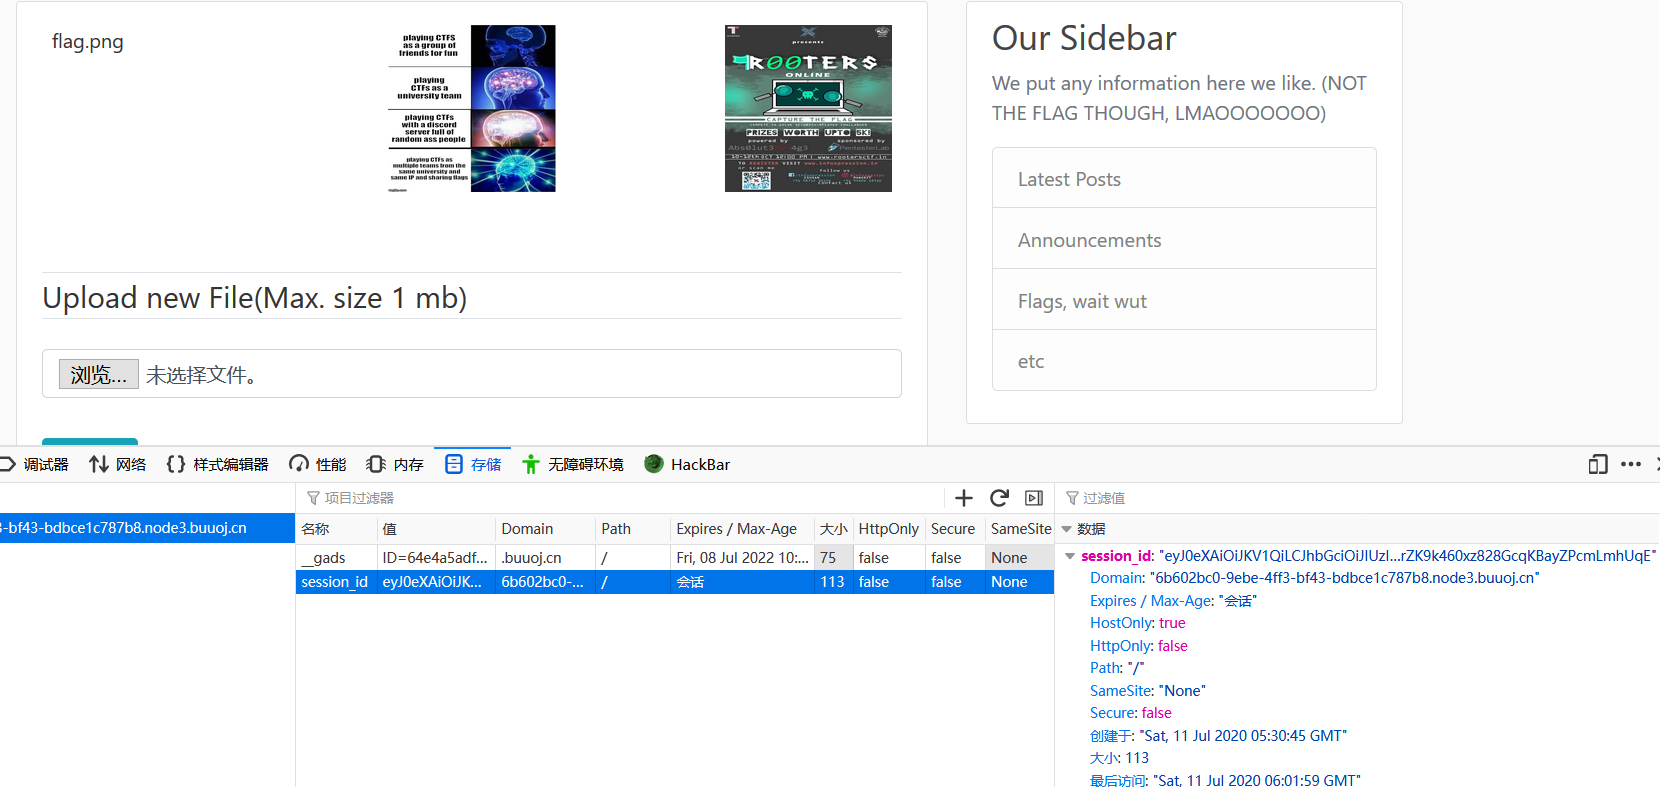 flag.png
playing CTFS
as a group of
friends for fun
playing
CTFs as a
university team
playing CTFs
with a discord
server full of
random ass people
playing CTFs as
multiple teams from the
same university and
same IP and sharing flags
presents
R00TER$
ONLINE
CAPTURE THE FLAG
PRIZES WORTH UPTO 5K!
powered by
sponsored by
PentesterLab
Our Sidebar
We put any information here we like. (NOT
THE FLAG THOUGH, LMAOOOOOOO)
Latest Posts
Announcements
Flags, wait wut
etc
Upload new File(Max. size 1 mb)
浏览... 未选择文件。
调试器 网络 样式编辑器 性能 内存 存储 无障碍环境 HackBar
项目过滤器 过滤值
-bf43-bdbce1c787b8.node3.buuoj.cn
名称 值 Domain Path Expires / Max-Age 大小 HttpOnly Secure SameSite
__gads ID=64e4a5adf... .buuoj.cn / Fri, 08 Jul 2022 10:... 75 false false None
session_id eyJ0eXAiOiJK... 6b602bc0-... / 会话 113 false false None
数据
session_id: "eyJ0eXAiOiJKV1QiLCJhbGciOiJIUzI...rZK9k460xz828GcqKBayZPcmLmhUqE"
Domain: "6b602bc0-9ebe-4ff3-bf43-bdbce1c787b8.node3.buuoj.cn"
Expires / Max-Age: "会话"
HostOnly: true
HttpOnly: false
Path: "/"
SameSite: "None"
Secure: false
创建于: "Sat, 11 Jul 2020 05:30:45 GMT"
大小: 113
最后访问: "Sat, 11 Jul 2020 06:01:59 GMT"